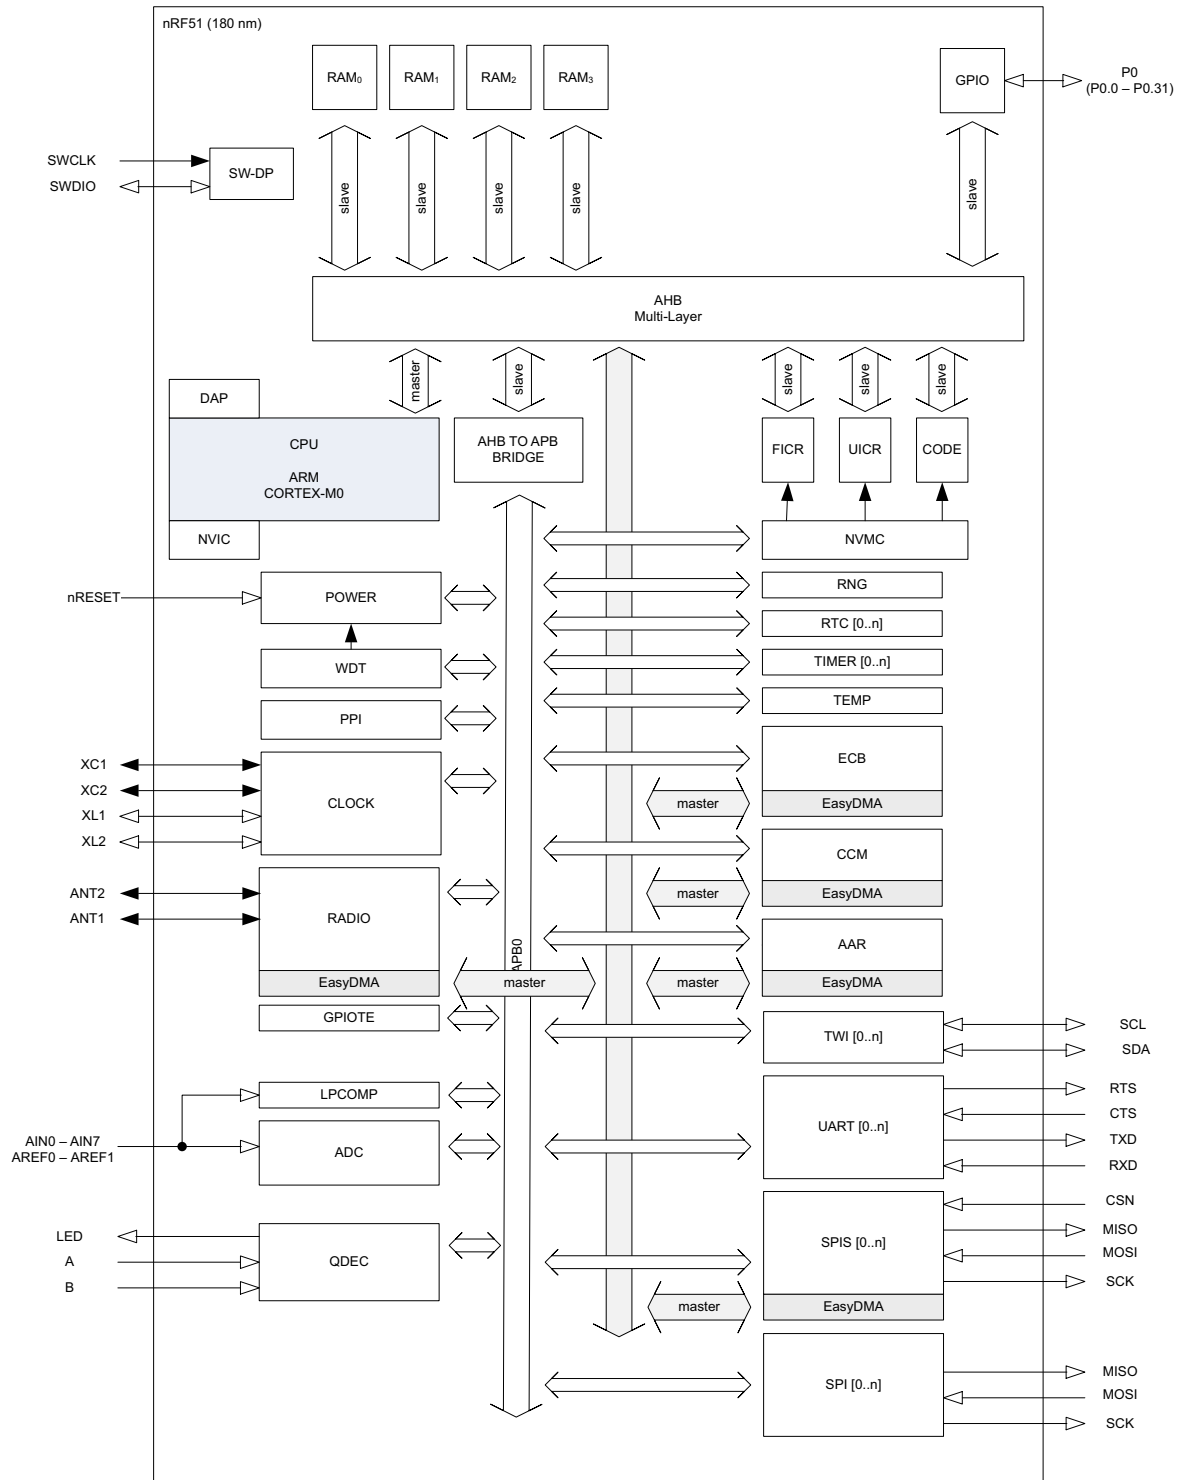 nRF51 (180 nm)
RAM0
RAM1
RAM2
RAM3
GPIO
P0
(P0.0 – P0.31)
SWCLK
SWDIO
SW-DP
slave
slave
slave
slave
slave
AHB
Multi-Layer
master
slave
slave
slave
slave
DAP
CPU
ARM
CORTEX-M0
NVIC
AHB TO APB
BRIDGE
FICR
UICR
CODE
NVMC
nRESET
POWER
RNG
RTC [0..n]
WDT
TIMER [0..n]
TEMP
PPI
XC1
XC2
XL1
XL2
CLOCK
ECB
master
EasyDMA
CCM
master
EasyDMA
ANT2
ANT1
RADIO
EasyDMA
APB0
master
AAR
master
EasyDMA
GPIOTE
TWI [0..n]
SCL
SDA
LPCOMP
AIN0 – AIN7
AREF0 – AREF1
ADC
UART [0..n]
RTS
CTS
TXD
RXD
LED
A
B
QDEC
SPIS [0..n]
master
EasyDMA
CSN
MISO
MOSI
SCK
SPI [0..n]
MISO
MOSI
SCK